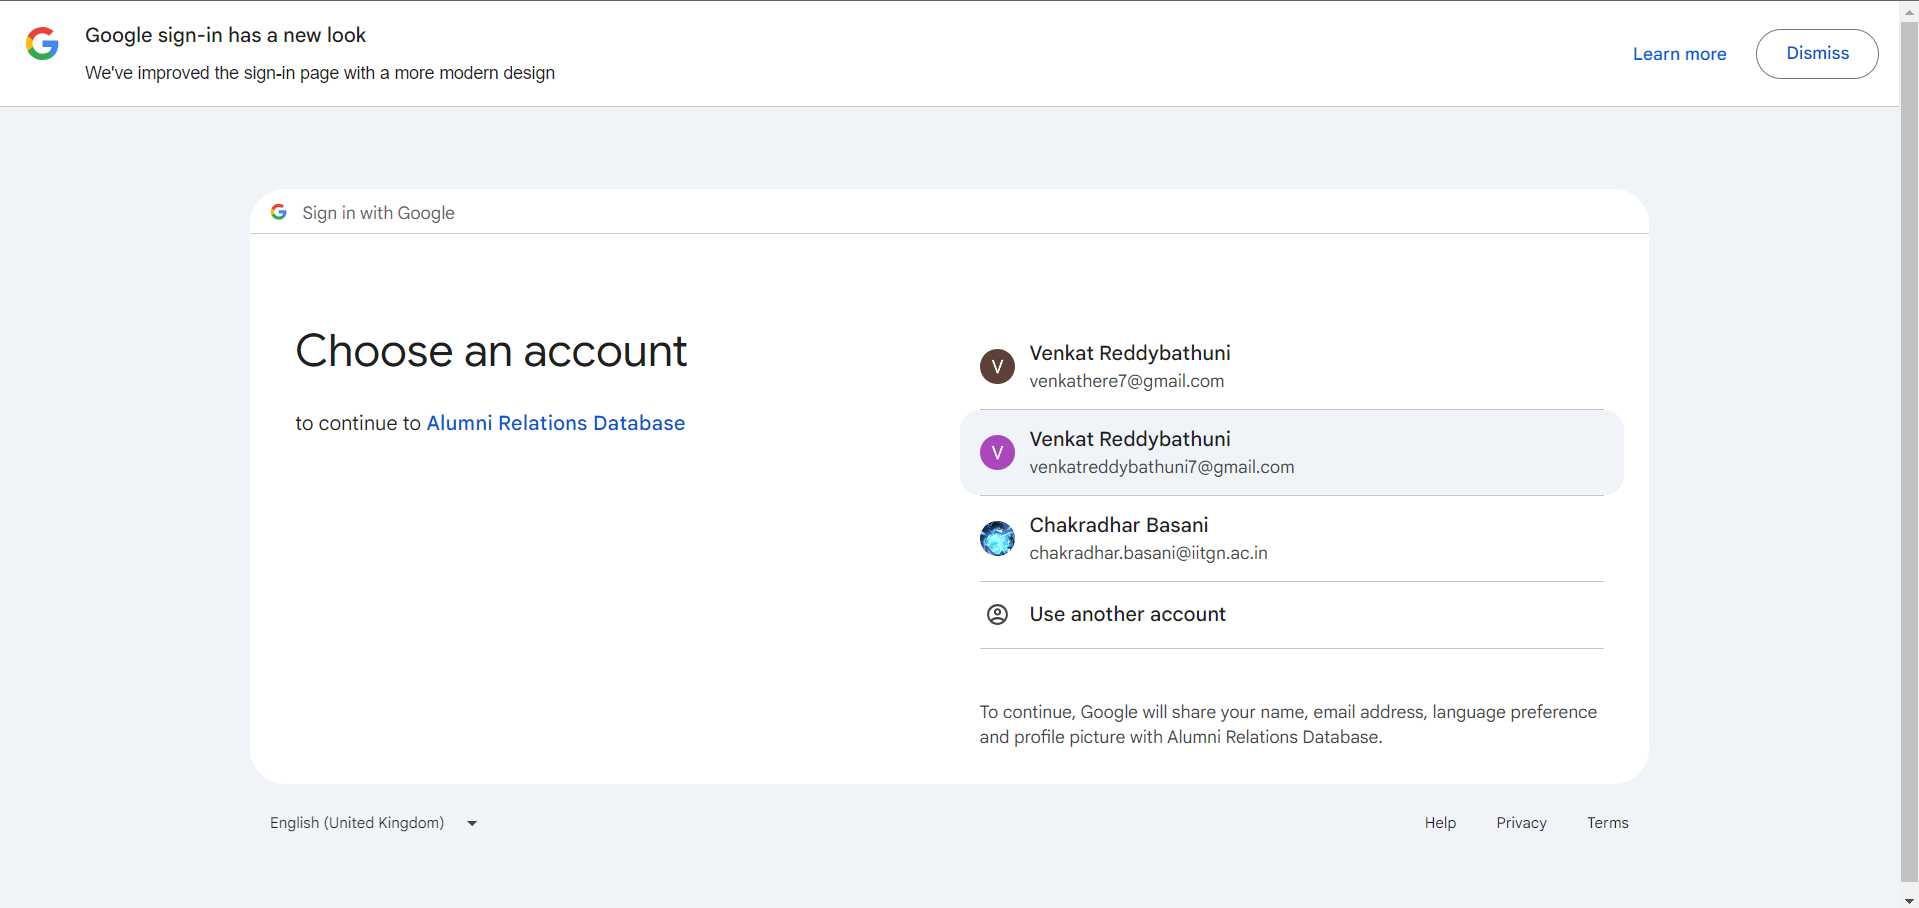 Google sign-in has a new look
We've improved the sign-in page with a more modern design
Learn more
Dismiss
Sign in with Google
Choose an account
to continue to Alumni Relations Database
V
Venkat Reddybathuni
venkathere7@gmail.com
V
Venkat Reddybathuni
venkatreddybathuni7@gmail.com
Chakradhar Basani
chakradhar.basani@iitgn.ac.in
Use another account
To continue, Google will share your name, email address, language preference
and profile picture with Alumni Relations Database.
English (United Kingdom)
Help
Privacy
Terms